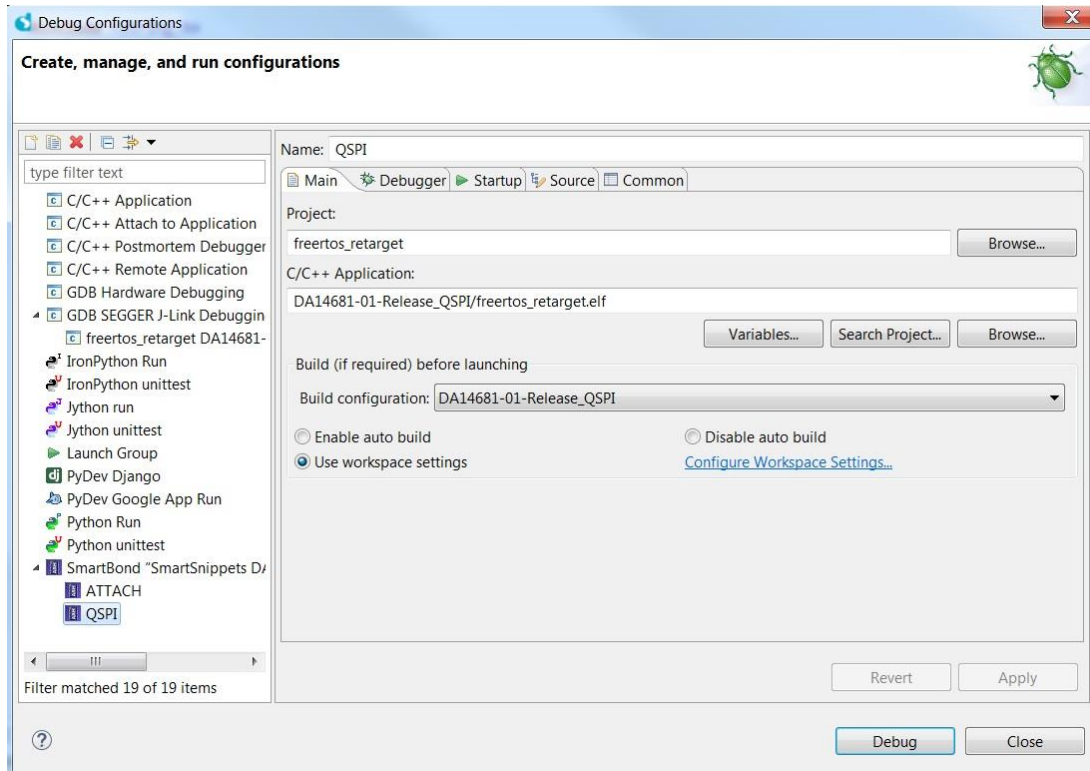 Debug Configurations
X
Create, manage, and run configurations
type filter text
C/C++ Application
C/C++ Attach to Application
C/C++ Postmortem Debugger
C/C++ Remote Application
GDB Hardware Debugging
GDB SEGGER J-Link Debuggin
freertos_retarget DA14681-
IronPython Run
IronPython unittest
Jython run
Jython unittest
Launch Group
PyDev Django
PyDev Google App Run
Python Run
Python unittest
SmartBond "SmartSnippets DA
ATTACH
QSPI
Filter matched 19 of 19 items
Name: QSPI
Main Debugger Startup Source Common
Project:
freertos_retarget Browse...
C/C++ Application:
DA14681-01-Release_QSPI/freertos_retarget.elf
Variables... Search Project... Browse...
Build (if required) before launching
Build configuration: DA14681-01-Release_QSPI
Enable auto build Disable auto build
Use workspace settings Configure Workspace Settings...
Revert Apply
? Debug Close